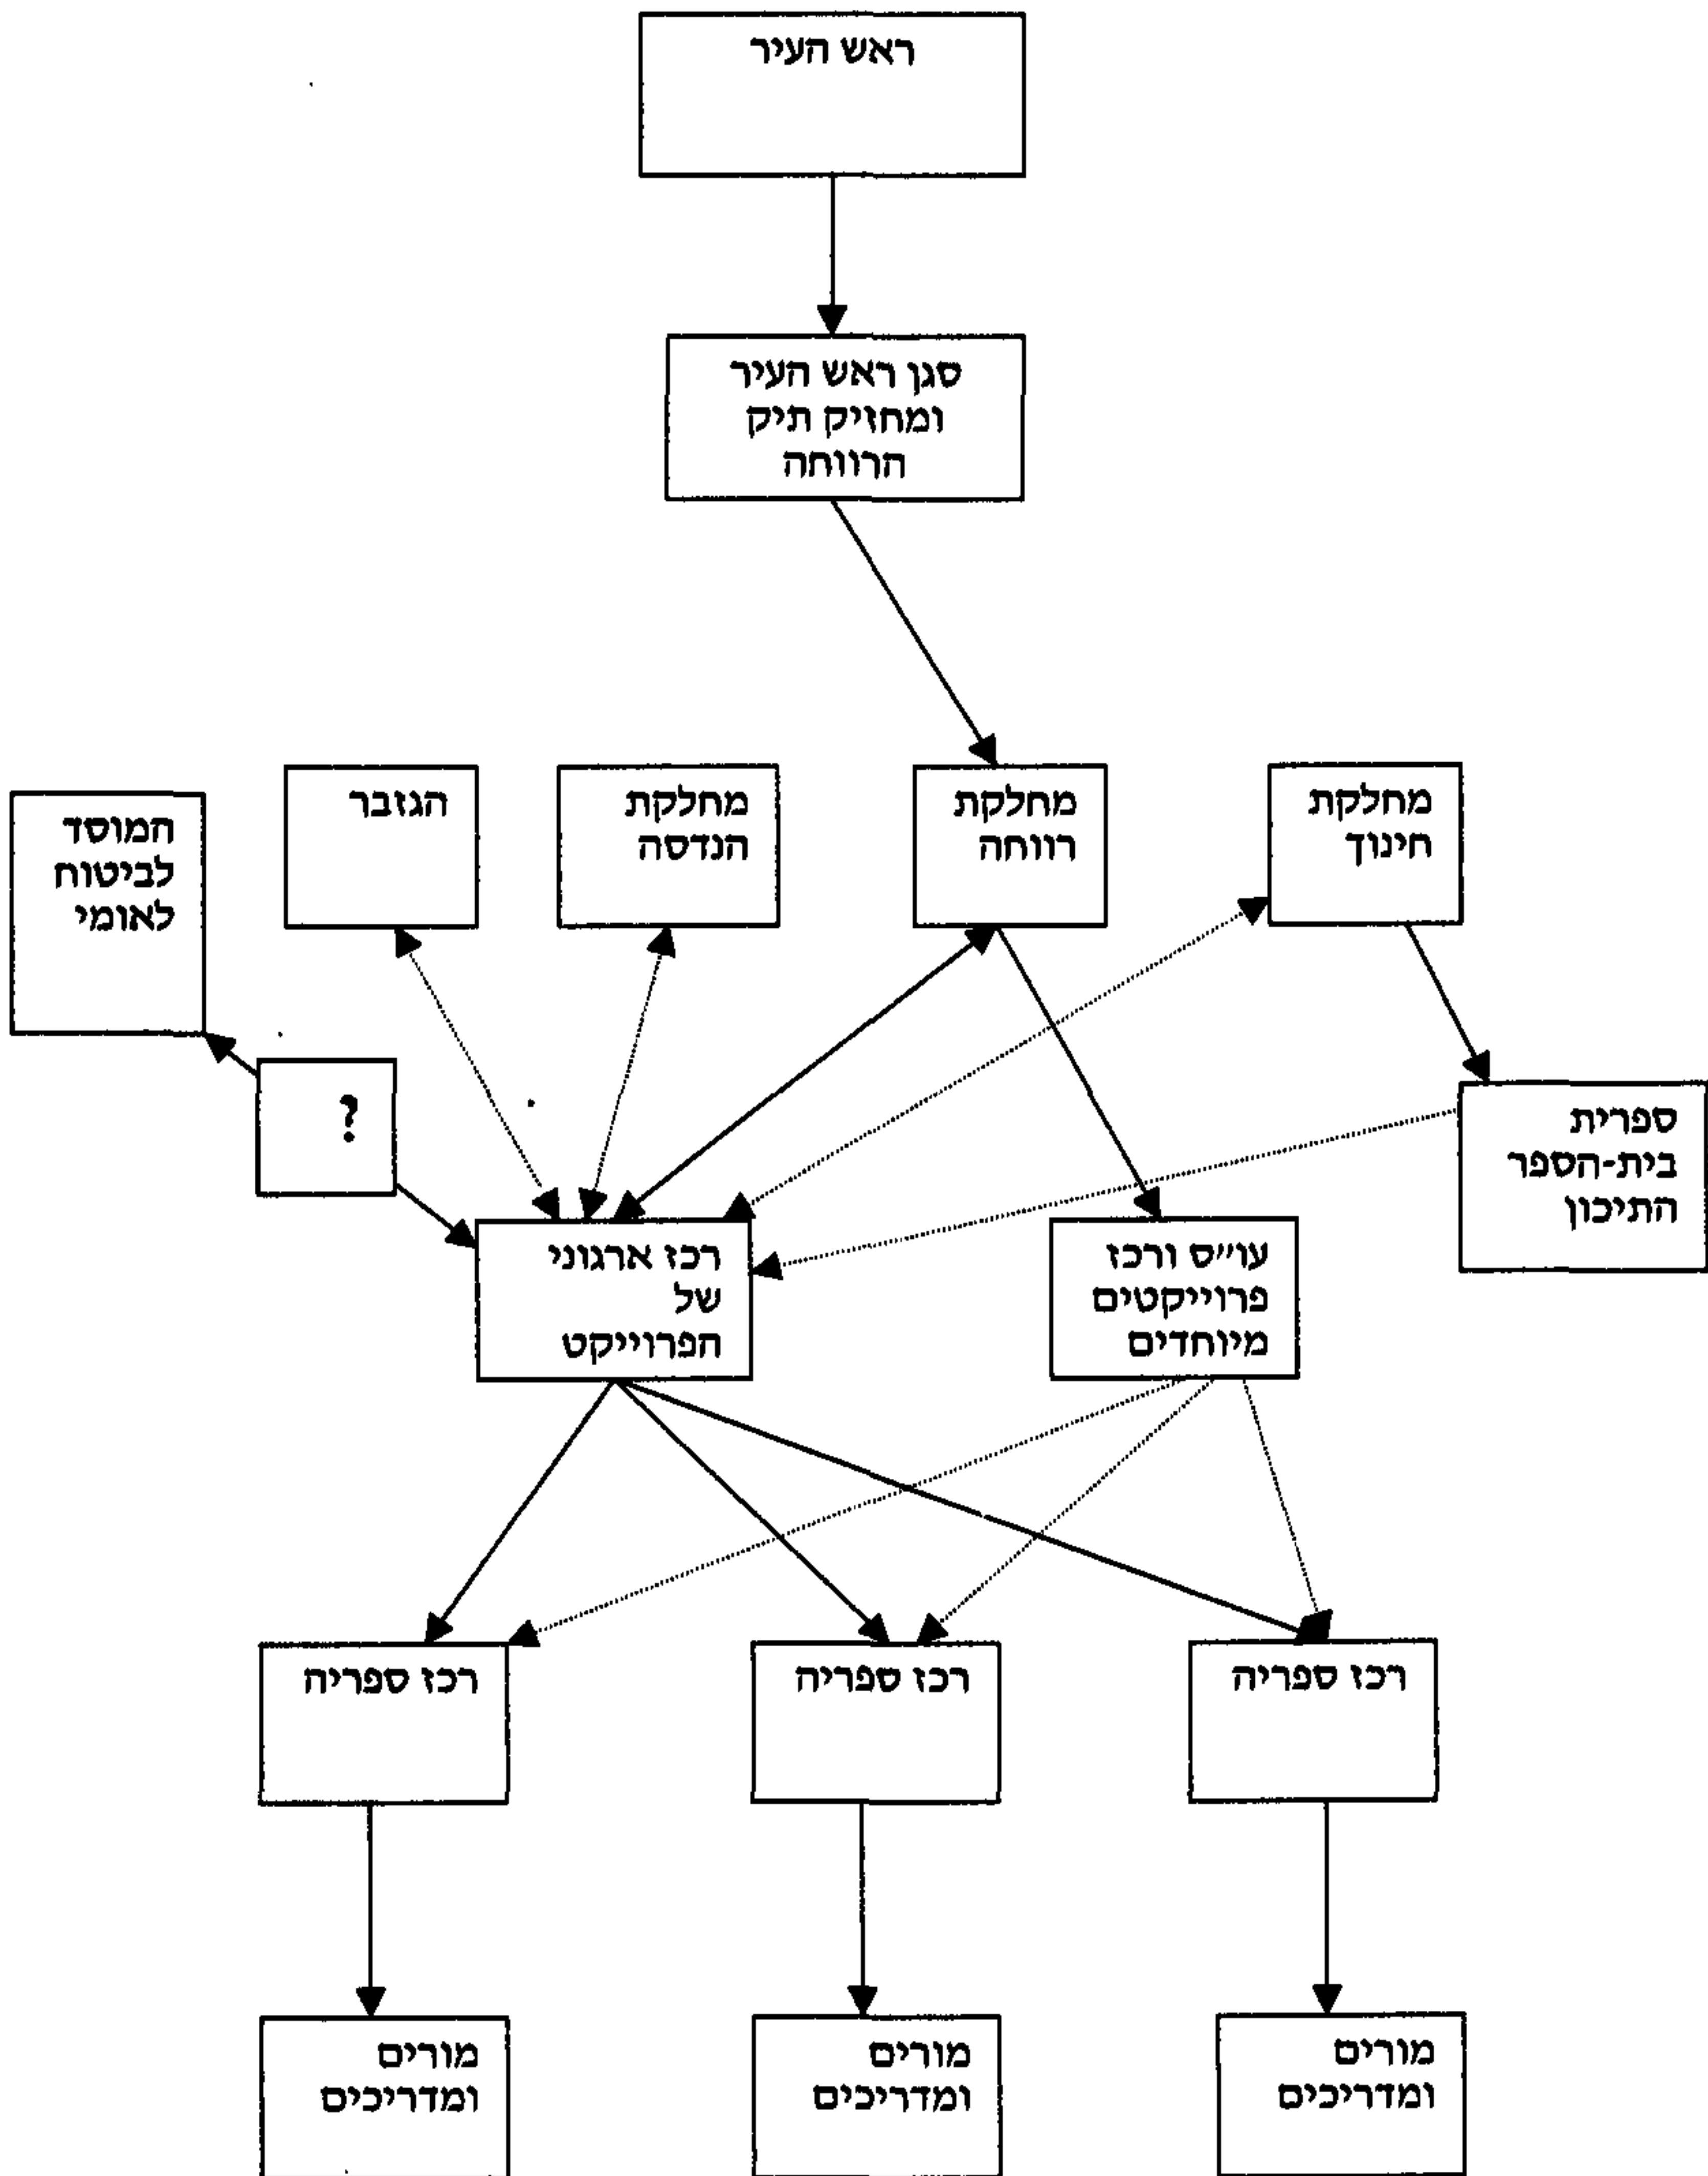 ראש העיר
סגן ראש העיר
ומחזיק תיק
הרווחה
מחלקת
חינוך
מחלקת
רווחה
מחלקת
הנדסה
הגזבר
המוסד
לביטוח
לאומי
?
ספרית
בית-הספר
התיכון
עו״ס ורכז
פרוייקטים
מיוחדים
רכז ארגוני
של
הפרוייקט
רכז ספריה
רכז ספריה
רכז ספריה
מורים
ומדריכים
מורים
ומדריכים
מורים
ומדריכים